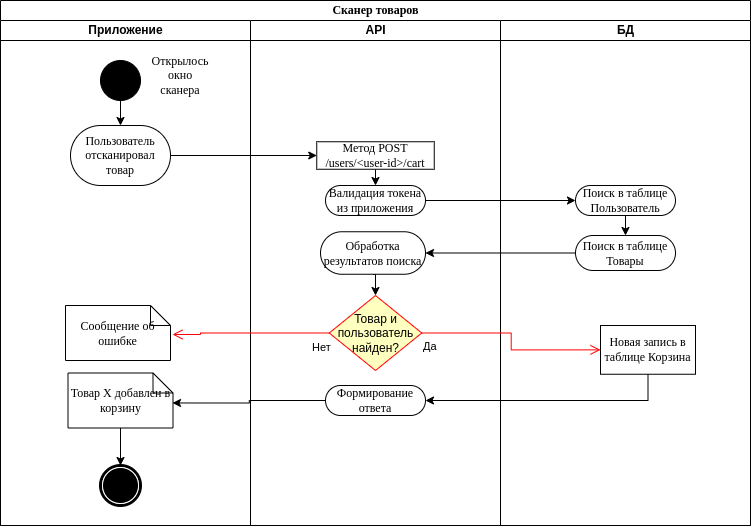 Сканер товаров
Приложение
API
БД
Открылось
окно
сканера
Пользователь
отсканировал
товар
Метод POST
/users/<user-id>/cart
Валидация токена
из приложения
Поиск в таблице
Пользователь
Поиск в таблице
Товары
Обработка
результатов поиска
Товар и
пользователь
найден?
Нет
Да
Сообщение об
ошибке
Новая запись в
таблице Корзина
Формирование
ответа
Товар X добавлен в
корзину